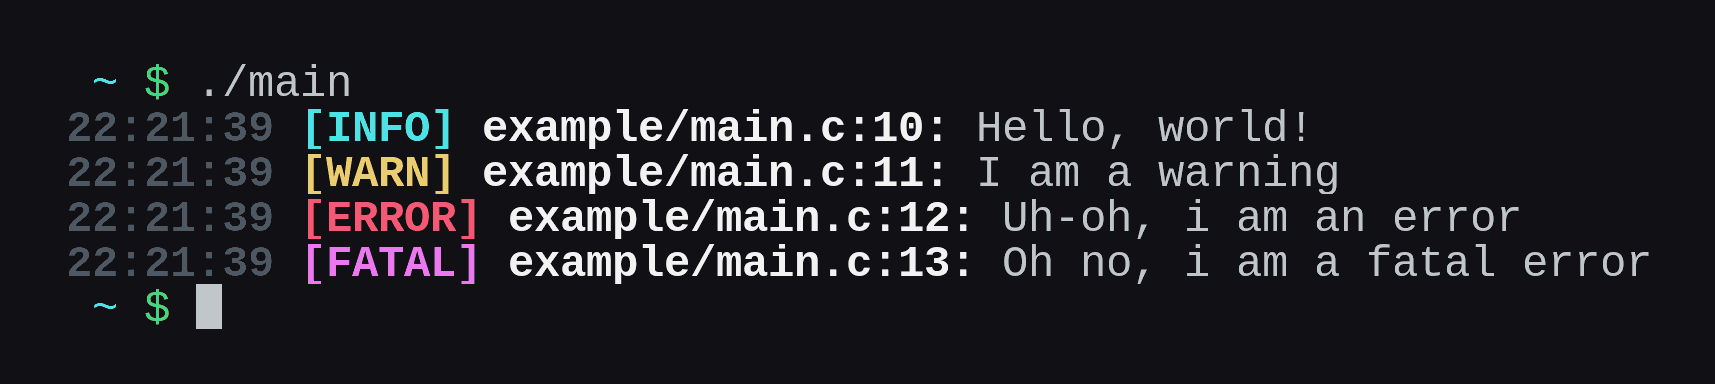 ~ $ ./main
22:21:39 [INFO] example/main.c:10: Hello, world!
22:21:39 [WARN] example/main.c:11: I am a warning
22:21:39 [ERROR] example/main.c:12: Uh-oh, i am an error
22:21:39 [FATAL] example/main.c:13: Oh no, i am a fatal error
~ $